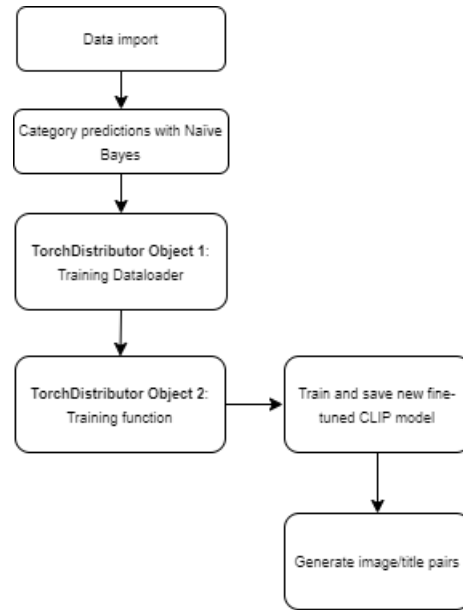 Data import
Category predictions with Naïve
Bayes
TorchDistributor Object 1:
Training Dataloader
TorchDistributor Object 2:
Training function
Train and save new fine-
tuned CLIP model
Generate image/title pairs